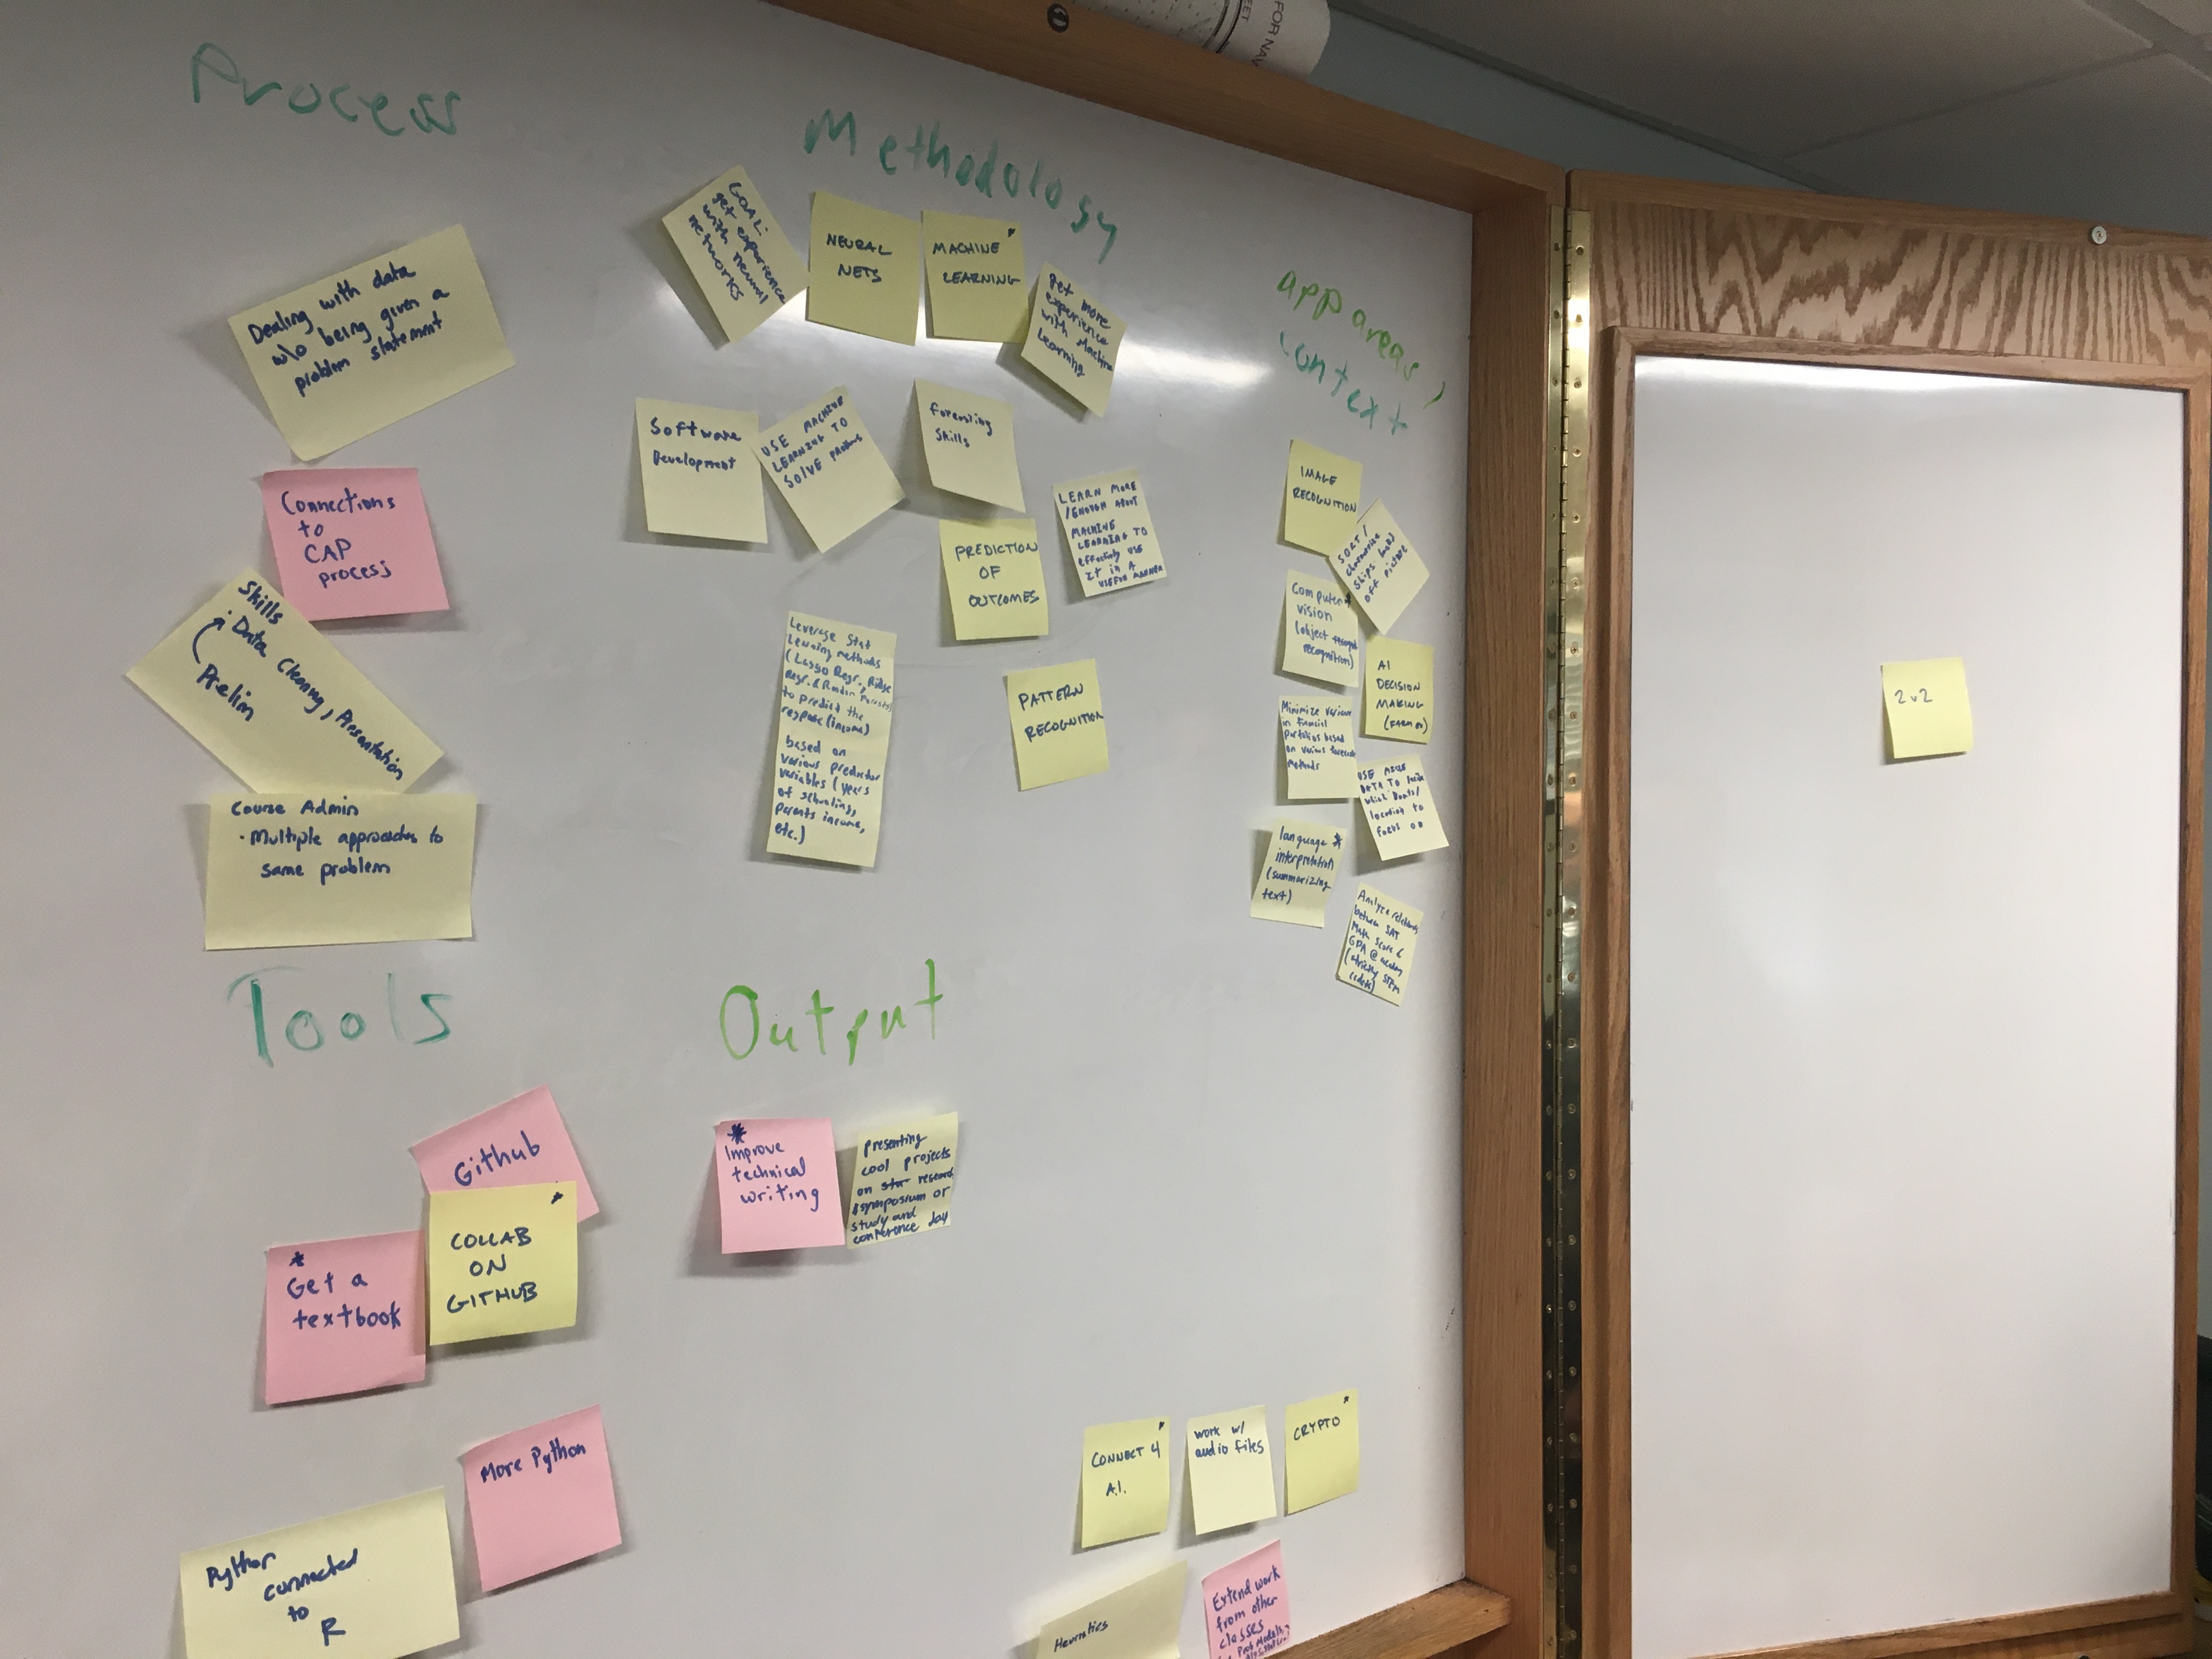 FOR NAV
EET
Process
Dealing with data
w/o being given a
problem statement
Connections
to
CAP
process
Skills
· Data Cleaning, Presentation
Prelim
Course Admin
· Multiple approaches to
same problem
Methodology
GOAL:
get experience
with neural
networks
NEURAL
NETS
MACHINE
LEARNING
Get more
experience
with Machine
Learning
Software
Development
USE MACHINE
LEARNING TO
SOLVE PROBLEMS
Skills
PREDICTION
OF
OUTCOMES
LEARN MORE
/ENOUGH ABOUT
MACHINE
LEARNING TO
effectively USE
IT IN A
USEFUL MANNER
Leverage Stat
Learning methods
(Lasso Regr., Ridge
Regr. & Random Forests)
to predict the
response (income)
based on
various predictor
variables (years
of schooling,
parents income,
etc.)
PATTERN
RECOGNITION
app areas,
context
IMAGE
RECOGNITION
SORT/
ships based
off picture
Computer *
vision
(object
recognition)
AI
DECISION
MAKING
Minimize variance
in financial
portfolios based
on various forecast
methods
USE
DATA TO
which boats/
location to
focus on
language *
interpretation
(summarizing
text)
Analyze relationship
between SAT
Math Score &
GPA @ academy
(strictly STEM
cadets)
Tools
Github
COLLAB
ON
GITHUB
*
Get a
textbook
More Python
Python
connected
to
R
Output
*
Improve
technical
writing
presenting
cool projects
on research
symposium or
study and
conference day
CONNECT 4
A.I.
work w/
audio files
CRYPTO
Heuristics
Extend work
from other
classes
Prob Models,
2v2